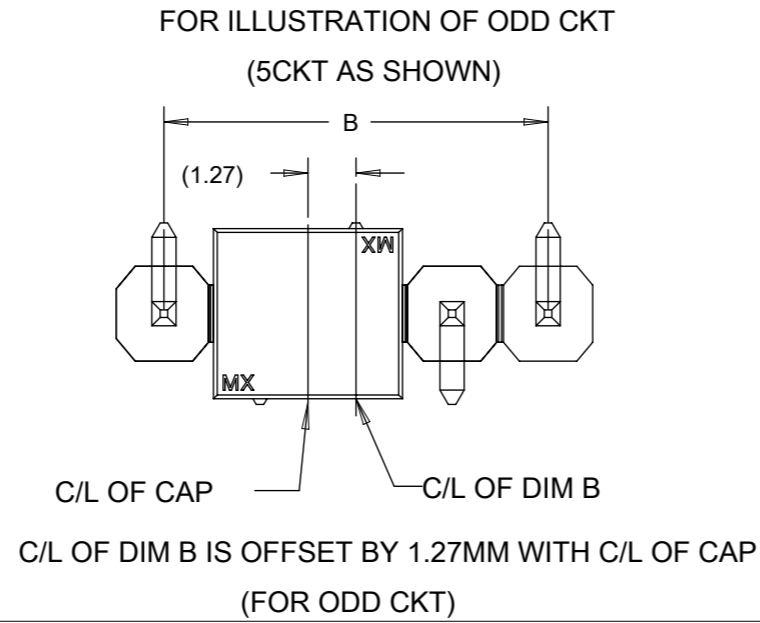 FOR ILLUSTRATION OF ODD CKT
(5CKT AS SHOWN)
B
(1.27)
MX
MX
C/L OF CAP
C/L OF DIM B
C/L OF DIM B IS OFFSET BY 1.27MM WITH C/L OF CAP
(FOR ODD CKT)